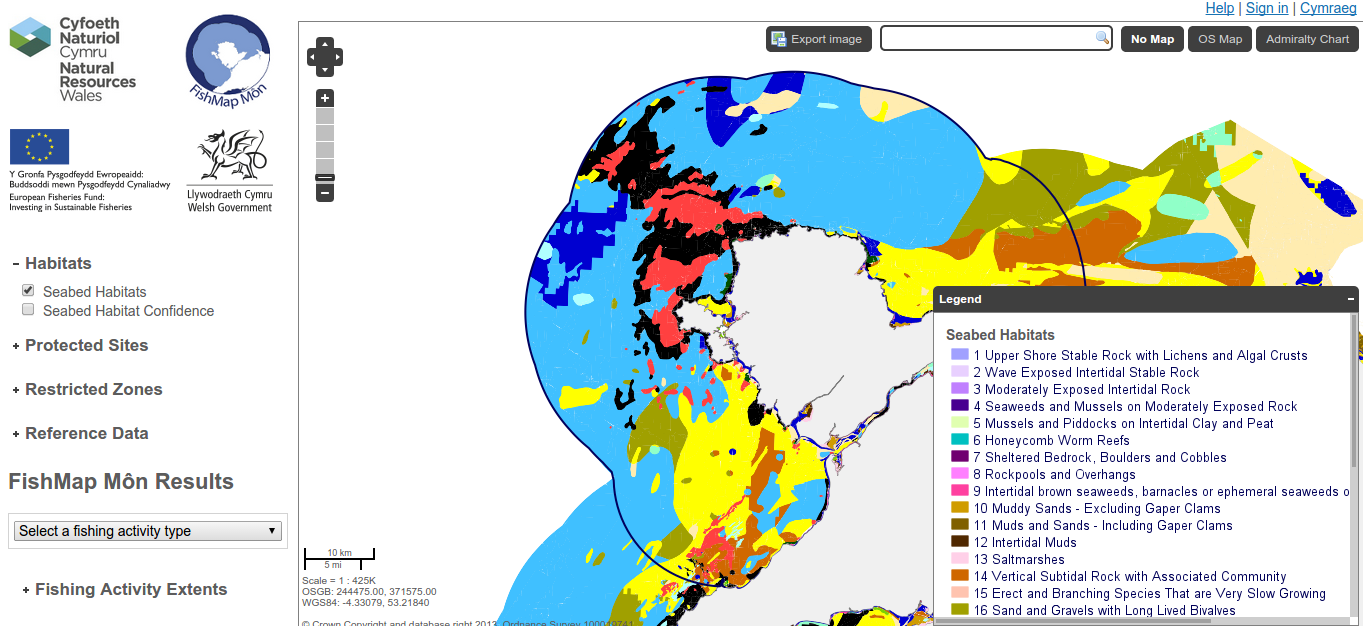 Help | Sign in | Cymraeg
Cyfoeth
Naturiol
Cymru
Natural
Resources
Wales
FishMap Môn
Y Gronfa Pysgodfeydd Ewropeaidd:
Buddsoddi mewn Pysgodfeydd Cynaliadwy
European Fisheries Fund:
Investing in Sustainable Fisheries
Llywodraeth Cymru
Welsh Government
- Habitats
Seabed Habitats
Seabed Habitat Confidence
+ Protected Sites
+ Restricted Zones
+ Reference Data
FishMap Môn Results
Select a fishing activity type
+ Fishing Activity Extents
Export image
No Map
OS Map
Admiralty Chart
10 km
5 mi
Scale = 1 : 425K
OSGB: 244475.00, 371575.00
WGS84: -4.33079, 53.21840
© Crown Copyright and database right 2013. Ordnance Survey 100019741.
Legend
Seabed Habitats
1 Upper Shore Stable Rock with Lichens and Algal Crusts
2 Wave Exposed Intertidal Stable Rock
3 Moderately Exposed Intertidal Rock
4 Seaweeds and Mussels on Moderately Exposed Rock
5 Mussels and Piddocks on Intertidal Clay and Peat
6 Honeycomb Worm Reefs
7 Sheltered Bedrock, Boulders and Cobbles
8 Rockpools and Overhangs
9 Intertidal brown seaweeds, barnacles or ephemeral seaweeds o
10 Muddy Sands - Excluding Gaper Clams
11 Muds and Sands - Including Gaper Clams
12 Intertidal Muds
13 Saltmarshes
14 Vertical Subtidal Rock with Associated Community
15 Erect and Branching Species That are Very Slow Growing
16 Sand and Gravels with Long Lived Bivalves